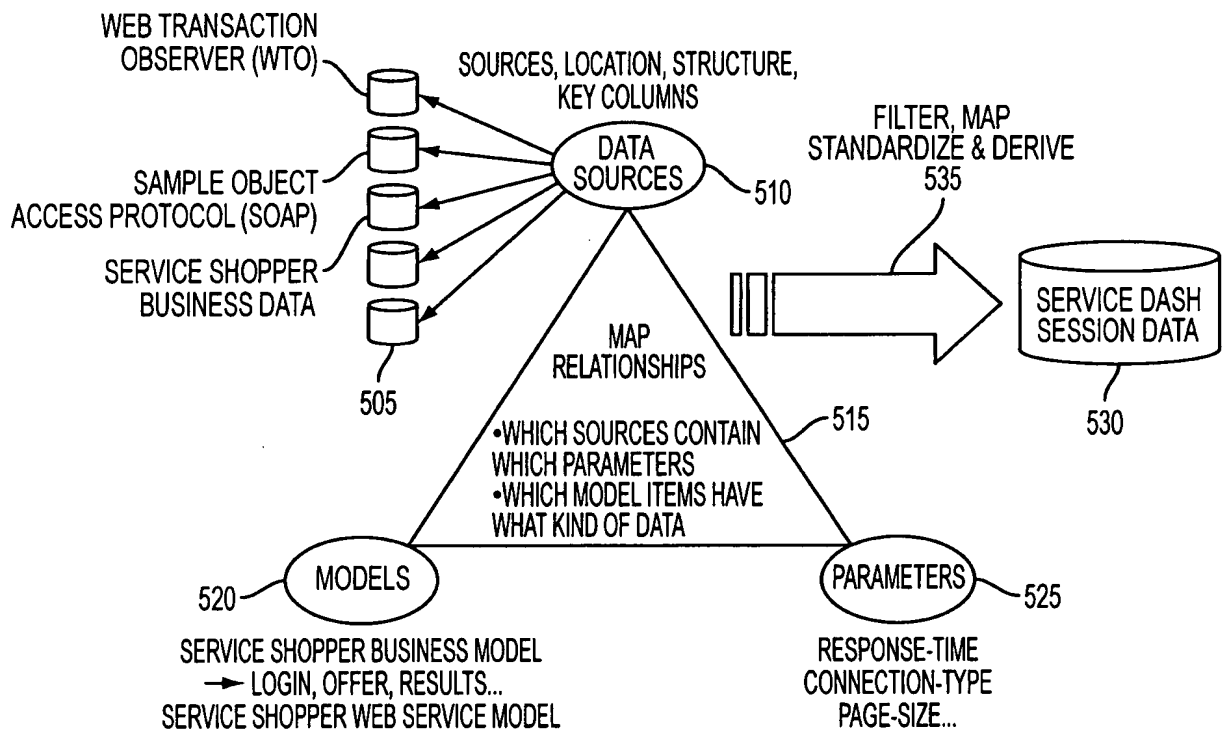 WEB TRANSACTION
OBSERVER (WTO)
SAMPLE OBJECT
ACCESS PROTOCOL (SOAP)
SERVICE SHOPPER
BUSINESS DATA
505
SOURCES, LOCATION, STRUCTURE,
KEY COLUMNS
DATA
SOURCES
510
FILTER, MAP
STANDARDIZE & DERIVE
535
SERVICE DASH
SESSION DATA
530
MAP
RELATIONSHIPS
•WHICH SOURCES CONTAIN
WHICH PARAMETERS
•WHICH MODEL ITEMS HAVE
WHAT KIND OF DATA
515
MODELS
520
SERVICE SHOPPER BUSINESS MODEL
→ LOGIN, OFFER, RESULTS...
SERVICE SHOPPER WEB SERVICE MODEL
PARAMETERS
525
RESPONSE-TIME
CONNECTION-TYPE
PAGE-SIZE...